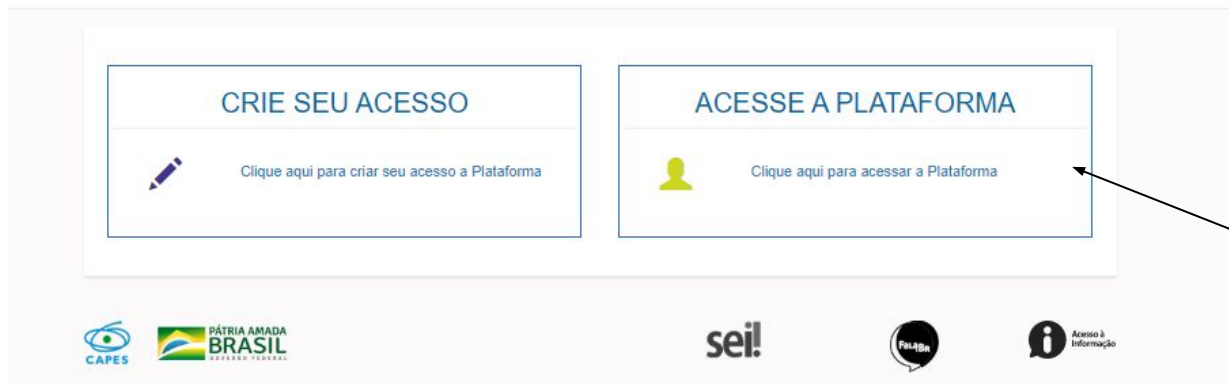 CRIE SEU ACESSO
Clique aqui para criar seu acesso a Plataforma
ACESSE A PLATAFORMA
Clique aqui para acessar a Plataforma
CAPES
PÁTRIA AMADA
BRASIL
GOVERNO FEDERAL
sei!
FALABR
Acesso à
Informação